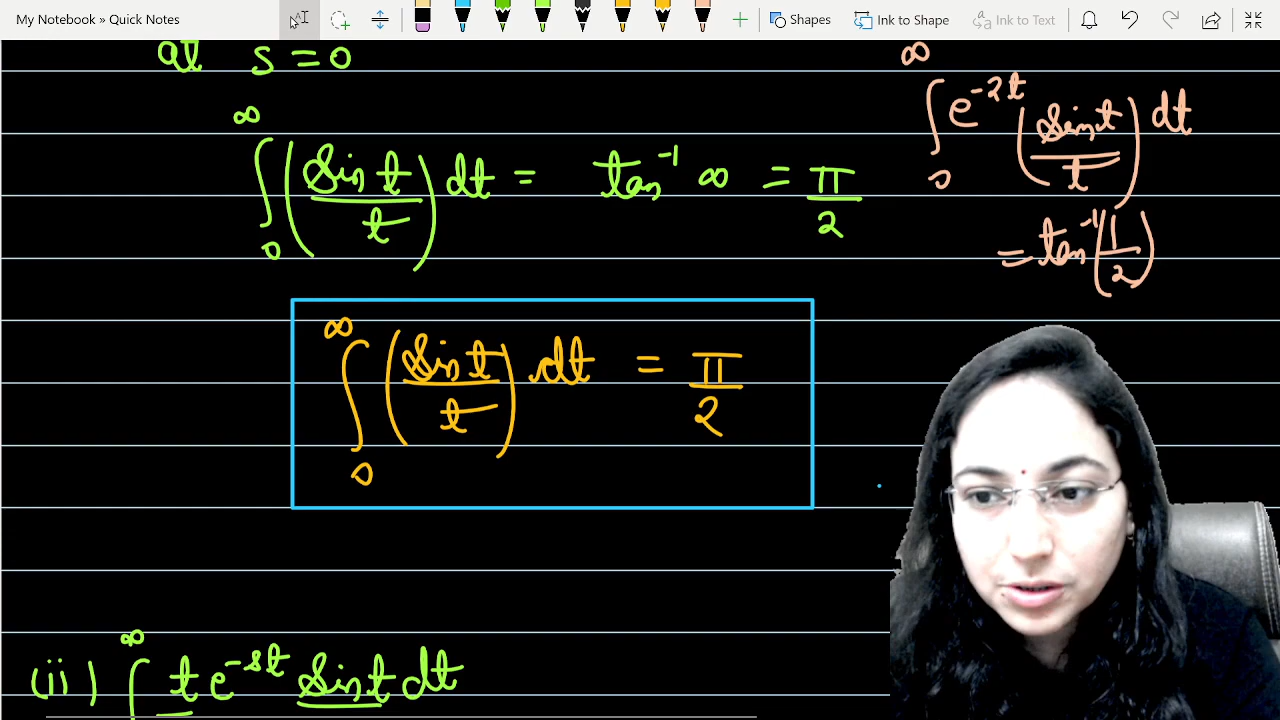 My Notebook » Quick Notes
Shapes Ink to Shape Ink to Text
at s = 0
∫₀^∞ (sin t / t) dt = tan⁻¹ ∞ = π/2
∫₀^∞ e^{-2t} (sin t / t) dt
= tan⁻¹(1/2)
∫₀^∞ (sin t / t) dt = π/2
(ii) ∫^∞ t e^{-st} sin t dt